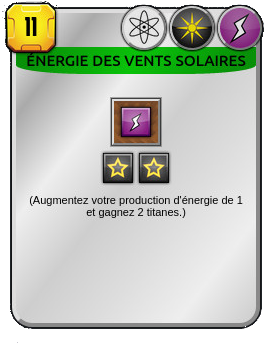 11
ÉNERGIE DES VENTS SOLAIRES
(Augmentez votre production d'énergie de 1
et gagnez 2 titanes.)